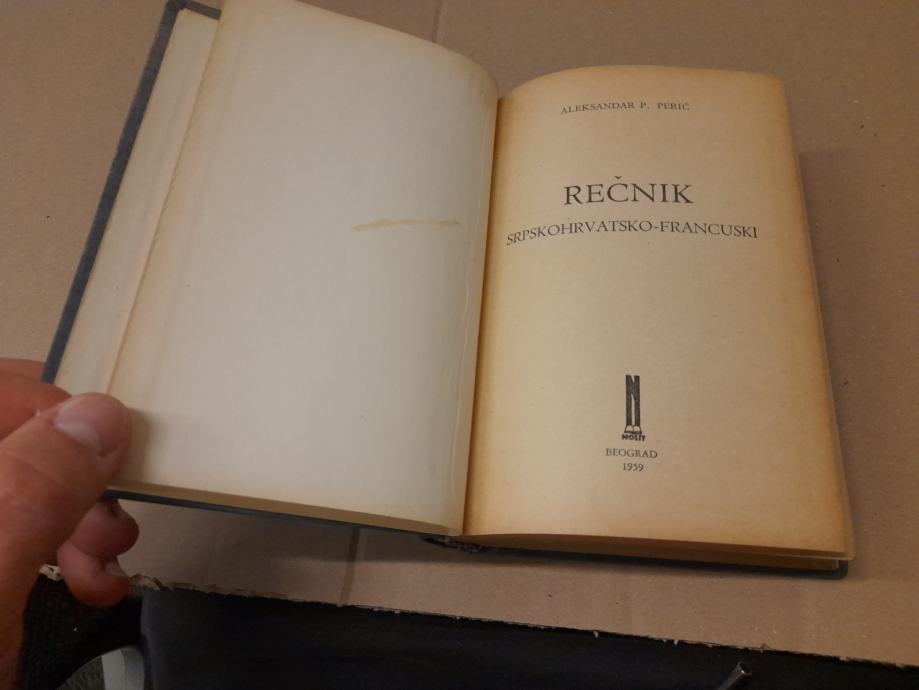 ALEKSANDAR P. PERIĆ
REČNIK
SRPSKOHRVATSKO-FRANCUSKI
NOLIT
BEOGRAD
1959